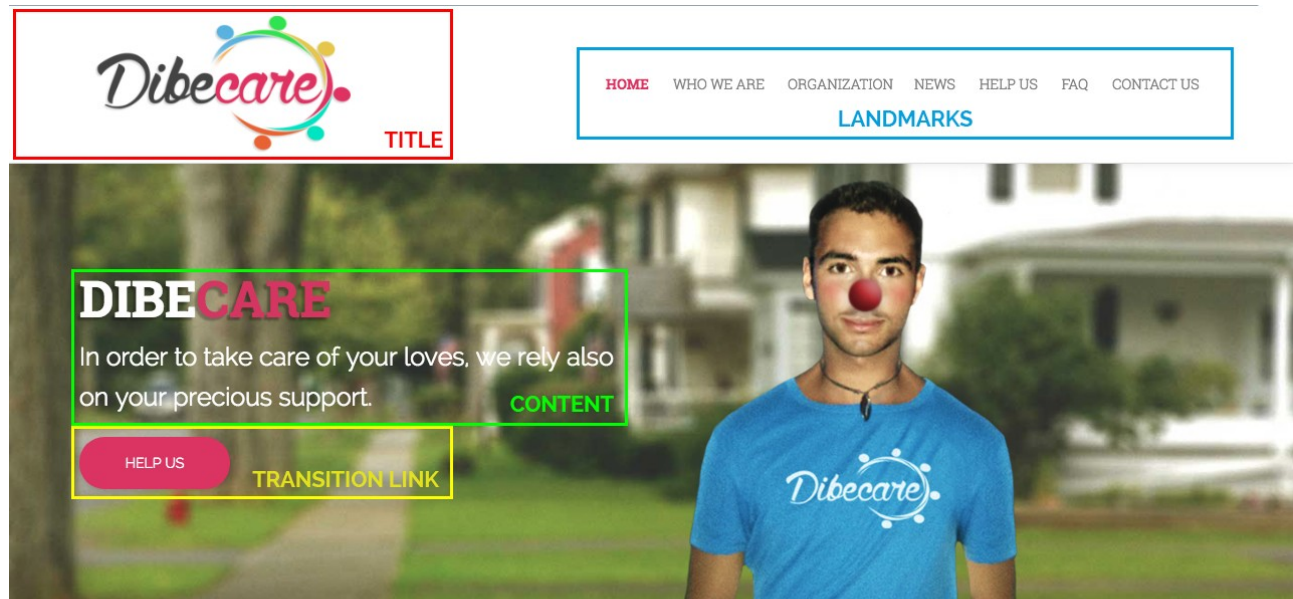 Dibecare
TITLE
HOME WHO WE ARE ORGANIZATION NEWS HELP US FAQ CONTACT US
LANDMARKS
DIBECARE
In order to take care of your loves, we rely also
on your precious support.
CONTENT
HELP US
TRANSITION LINK
Dibecare